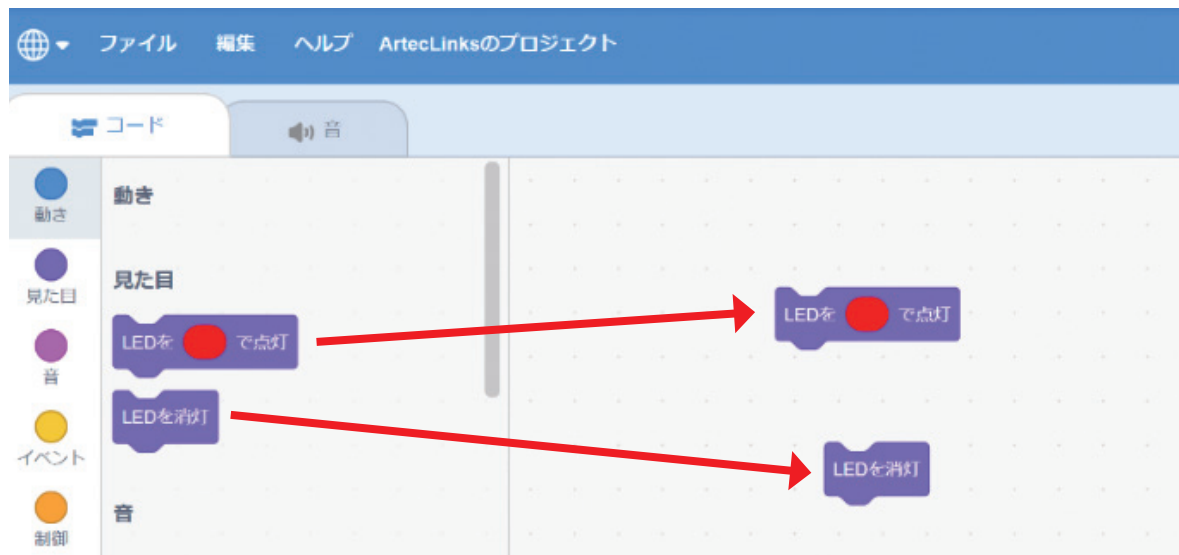 ファイル 編集 ヘルプ ArtecLinksのプロジェクト
コード 音
動き
見た目
音
イベント
制御
動き
見た目
LEDを で点灯
LEDを消灯
音
LEDを で点灯
LEDを消灯